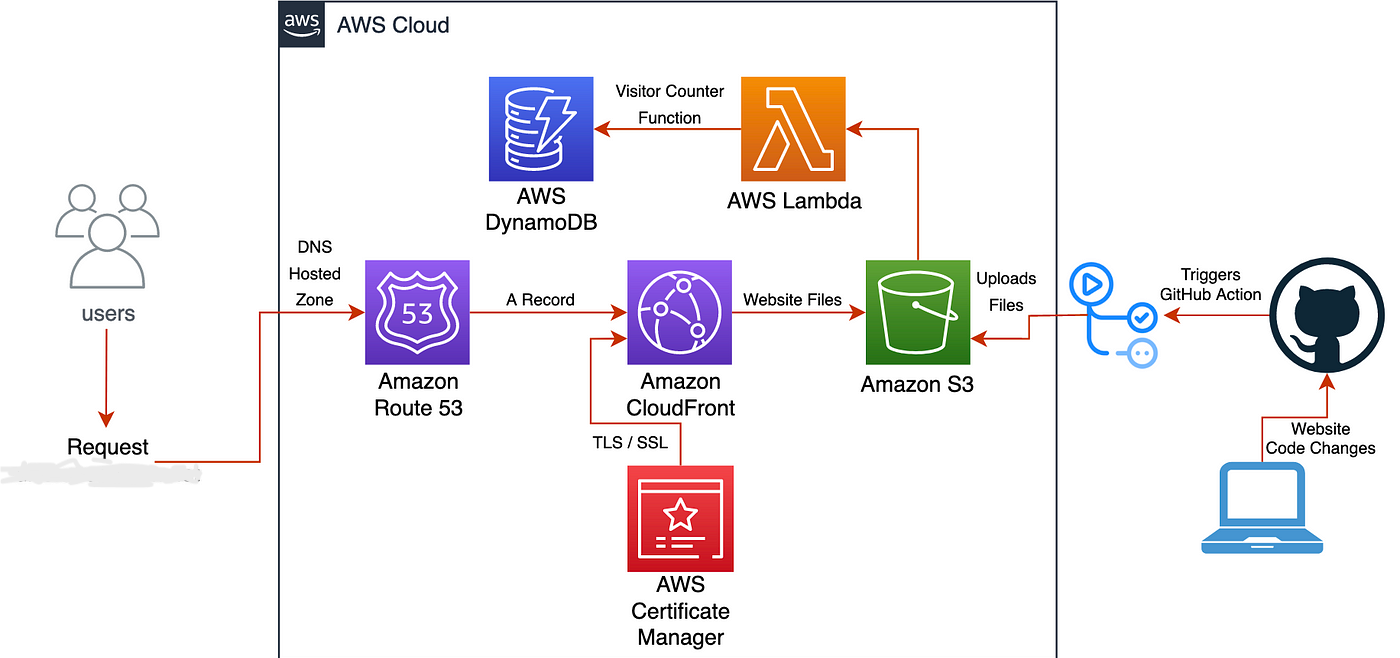 aws
AWS Cloud
Visitor Counter
Function
AWS
DynamoDB
AWS Lambda
users
Request
DNS
Hosted
Zone
53
Amazon
Route 53
A Record
Amazon
CloudFront
Website Files
Amazon S3
Uploads
Files
Triggers
GitHub Action
Website
Code Changes
TLS / SSL
AWS
Certificate
Manager